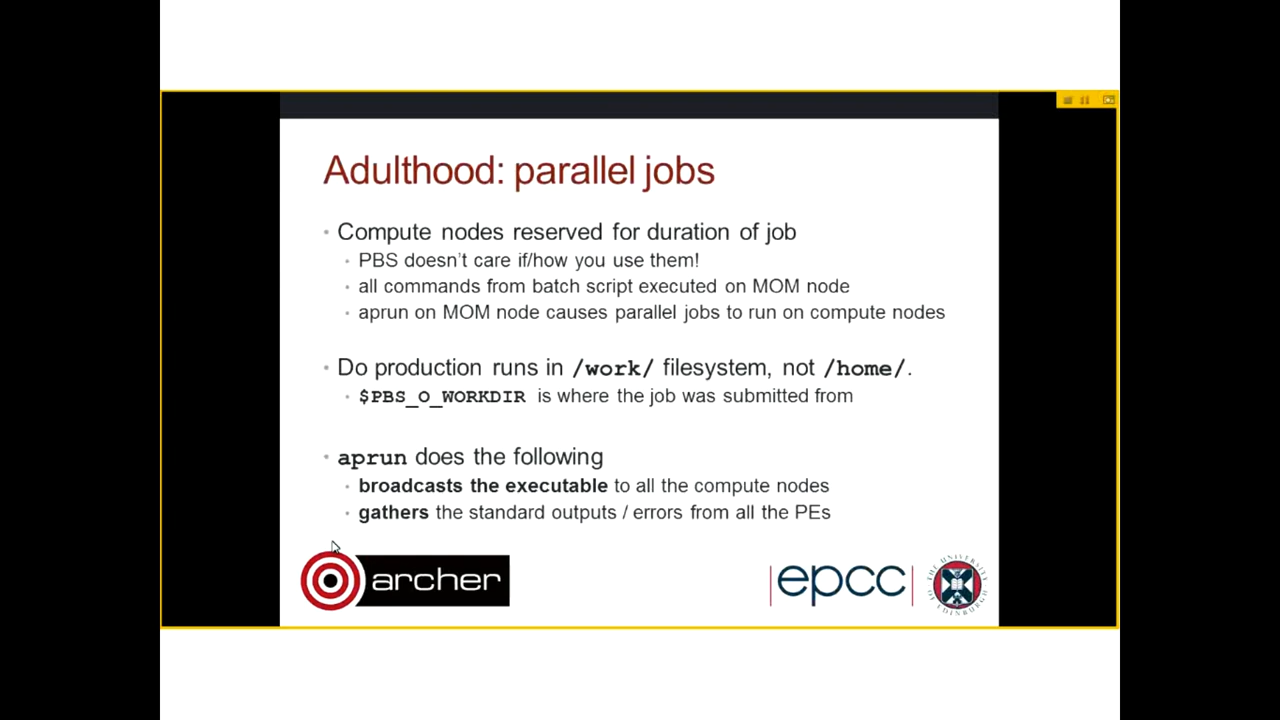 Adulthood: parallel jobs
• Compute nodes reserved for duration of job
• PBS doesn't care if/how you use them!
• all commands from batch script executed on MOM node
• aprun on MOM node causes parallel jobs to run on compute nodes
• Do production runs in /work/ filesystem, not /home/.
• $PBS_O_WORKDIR is where the job was submitted from
• aprun does the following
• broadcasts the executable to all the compute nodes
• gathers the standard outputs / errors from all the PEs
archer
epcc
THE UNIVERSITY OF EDINBURGH